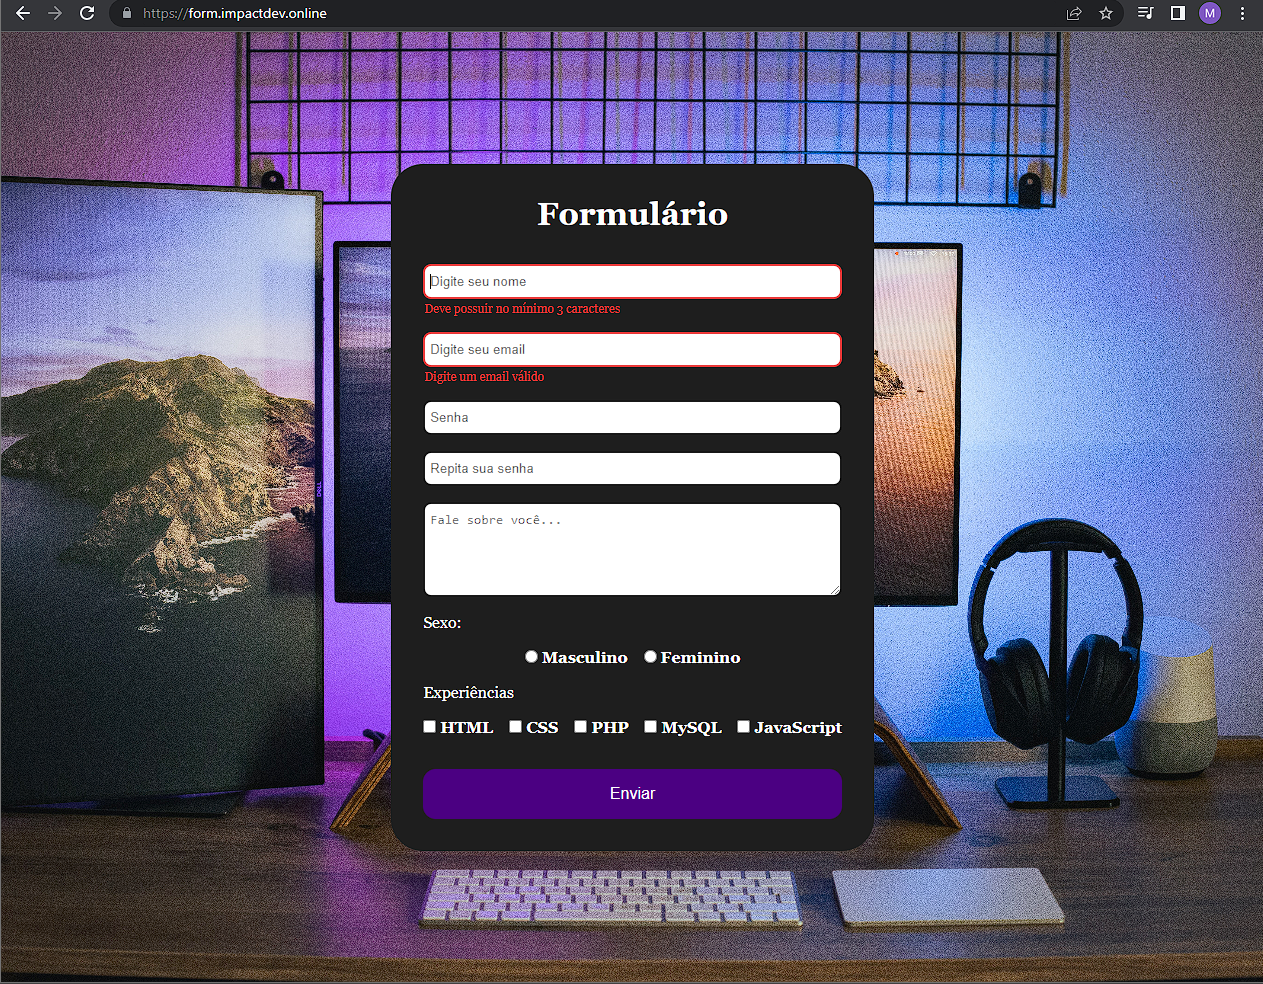 https://form.impactdev.online
M
Formulário
Digite seu nome
Deve possuir no mínimo 3 caracteres
Digite seu email
Digite um email válido
Senha
Repita sua senha
Fale sobre você...
Sexo:
Masculino Feminino
Experiências
HTML CSS PHP MySQL JavaScript
Enviar
DELL